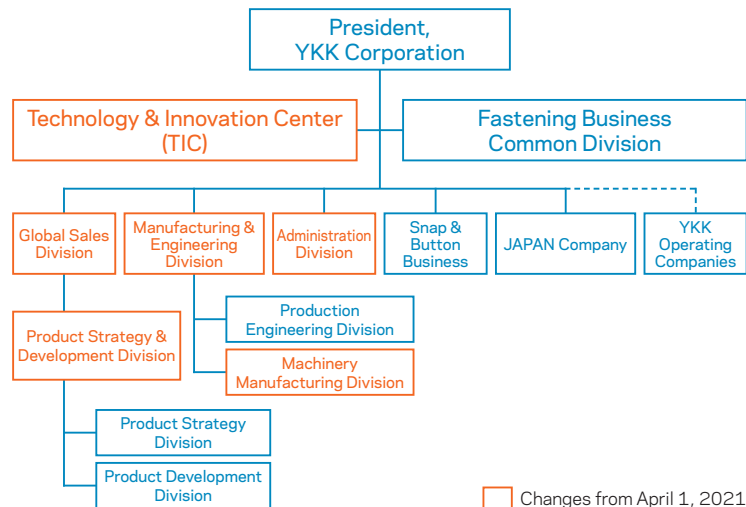 President,
YKK Corporation
Technology & Innovation Center
(TIC)
Fastening Business
Common Division
Global Sales
Division
Manufacturing &
Engineering
Division
Administration
Division
Snap &
Button
Business
JAPAN Company
YKK
Operating
Companies
Production
Engineering Division
Product Strategy &
Development Division
Machinery
Manufacturing Division
Product Strategy
Division
Product Development
Division
Changes from April 1, 2021